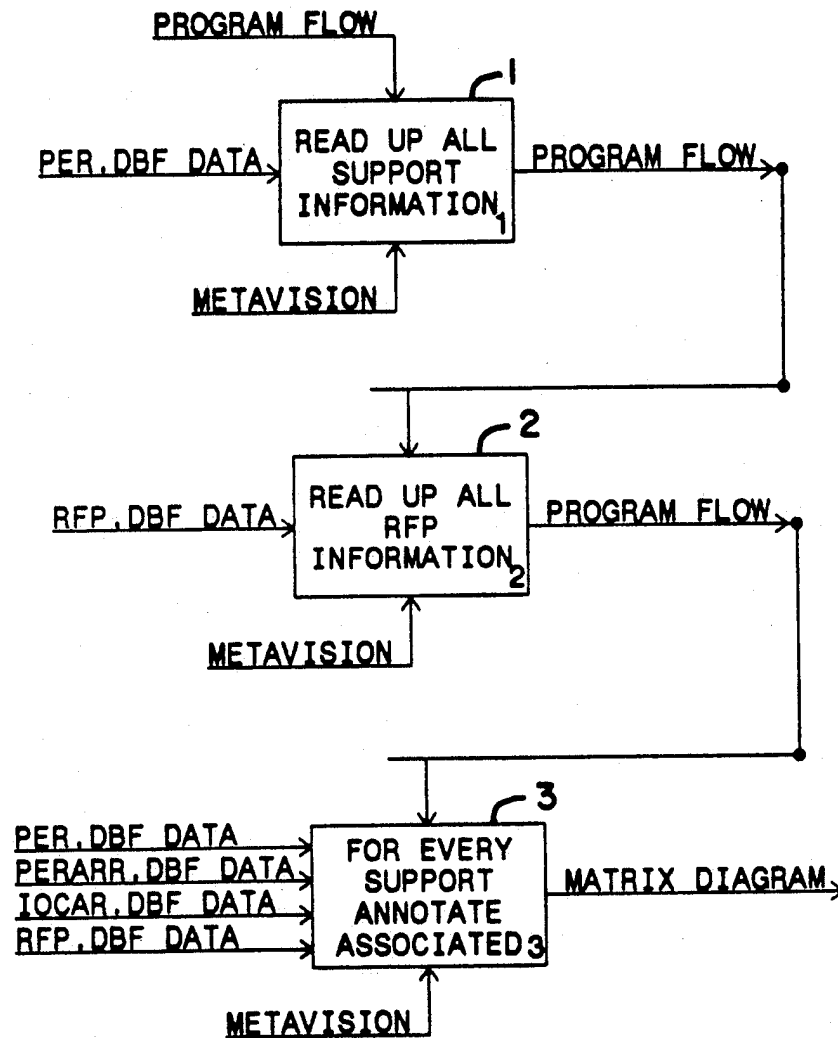 PROGRAM FLOW
1
PER.DBF DATA
READ UP ALL
SUPPORT
INFORMATION
1
PROGRAM FLOW
METAVISION
2
RFP.DBF DATA
READ UP ALL
RFP
INFORMATION
2
PROGRAM FLOW
METAVISION
3
PER.DBF DATA
PERARR.DBF DATA
IOCAR.DBF DATA
RFP.DBF DATA
FOR EVERY
SUPPORT
ANNOTATE
ASSOCIATED
3
MATRIX DIAGRAM
METAVISION